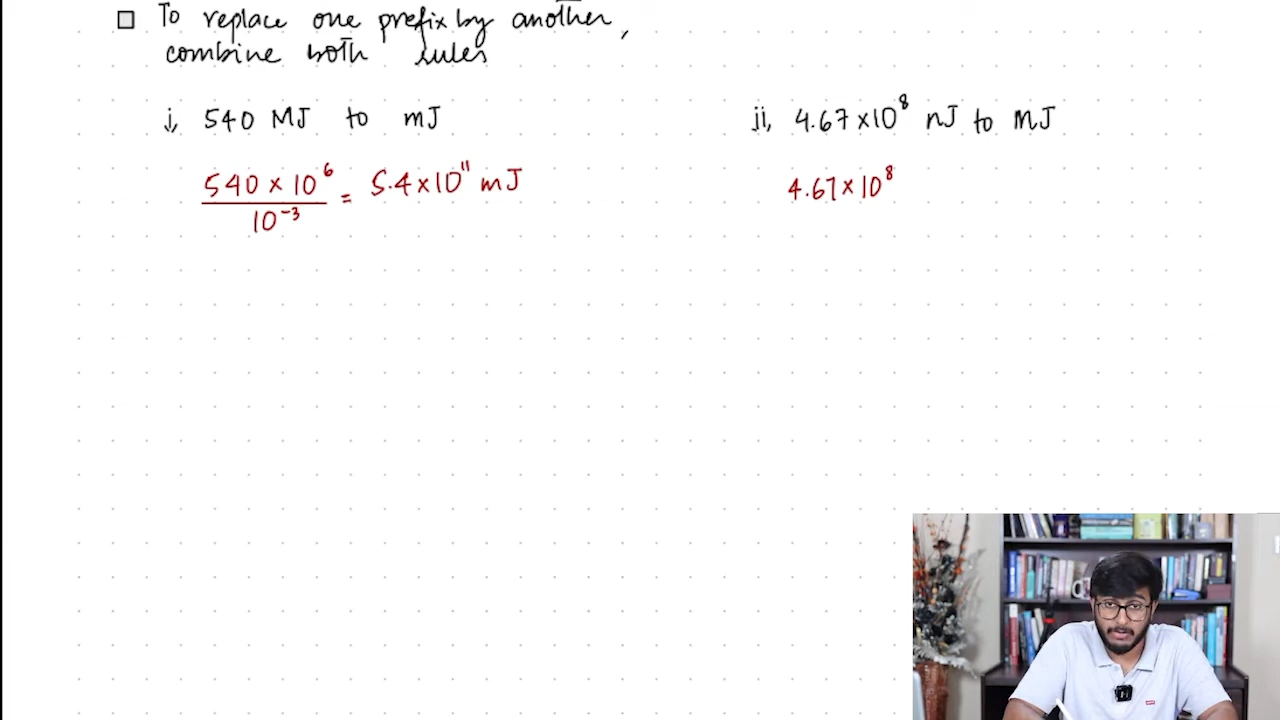 □ To replace one prefix by another,
combine both rules
i, 540 MJ to mJ
540 × 10⁶ / 10⁻³ = 5.4 × 10¹¹ mJ
ii, 4.67 × 10⁸ nJ to MJ
4.67 × 10⁸